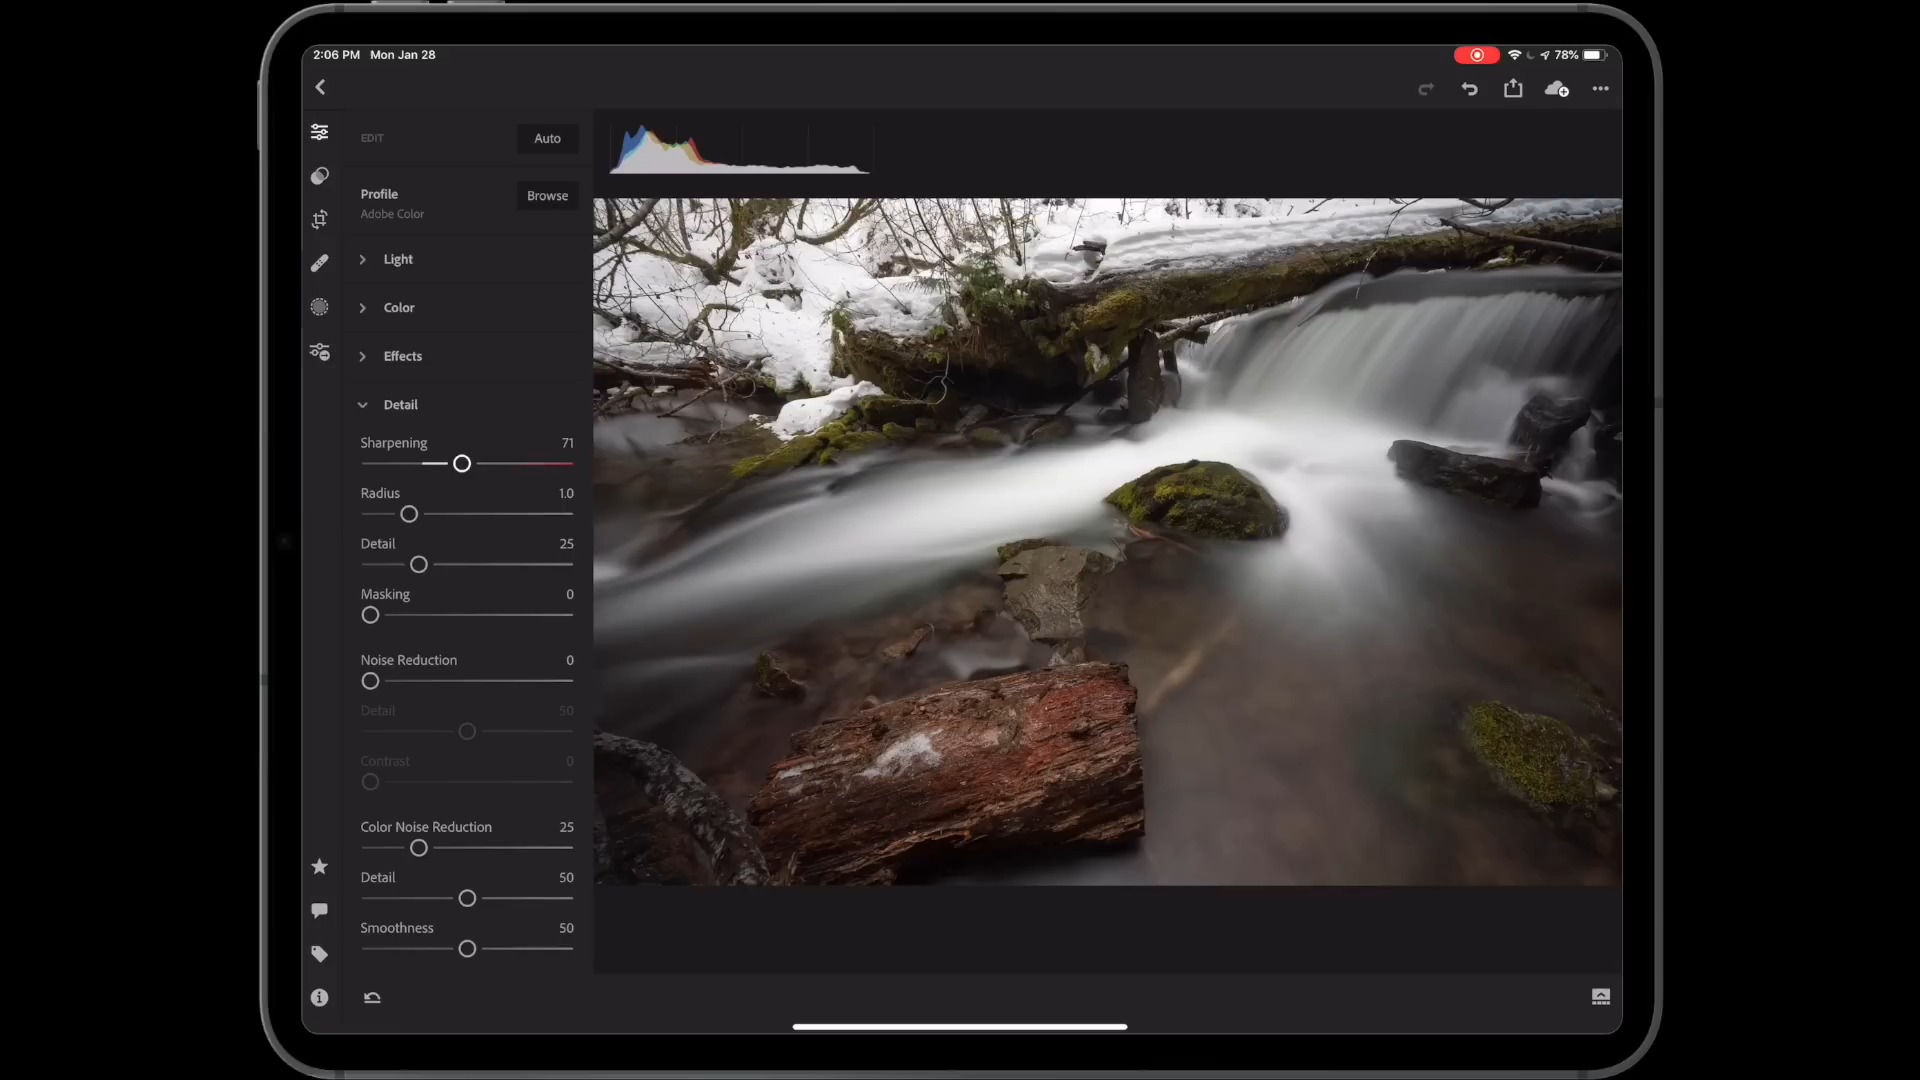 2:06 PM Mon Jan 28
78%
EDIT
Auto
Profile
Browse
Adobe Color
Light
Color
Effects
Detail
Sharpening 71
Radius 1.0
Detail 25
Masking 0
Noise Reduction 0
Detail 50
Contrast 0
Color Noise Reduction 25
Detail 50
Smoothness 50